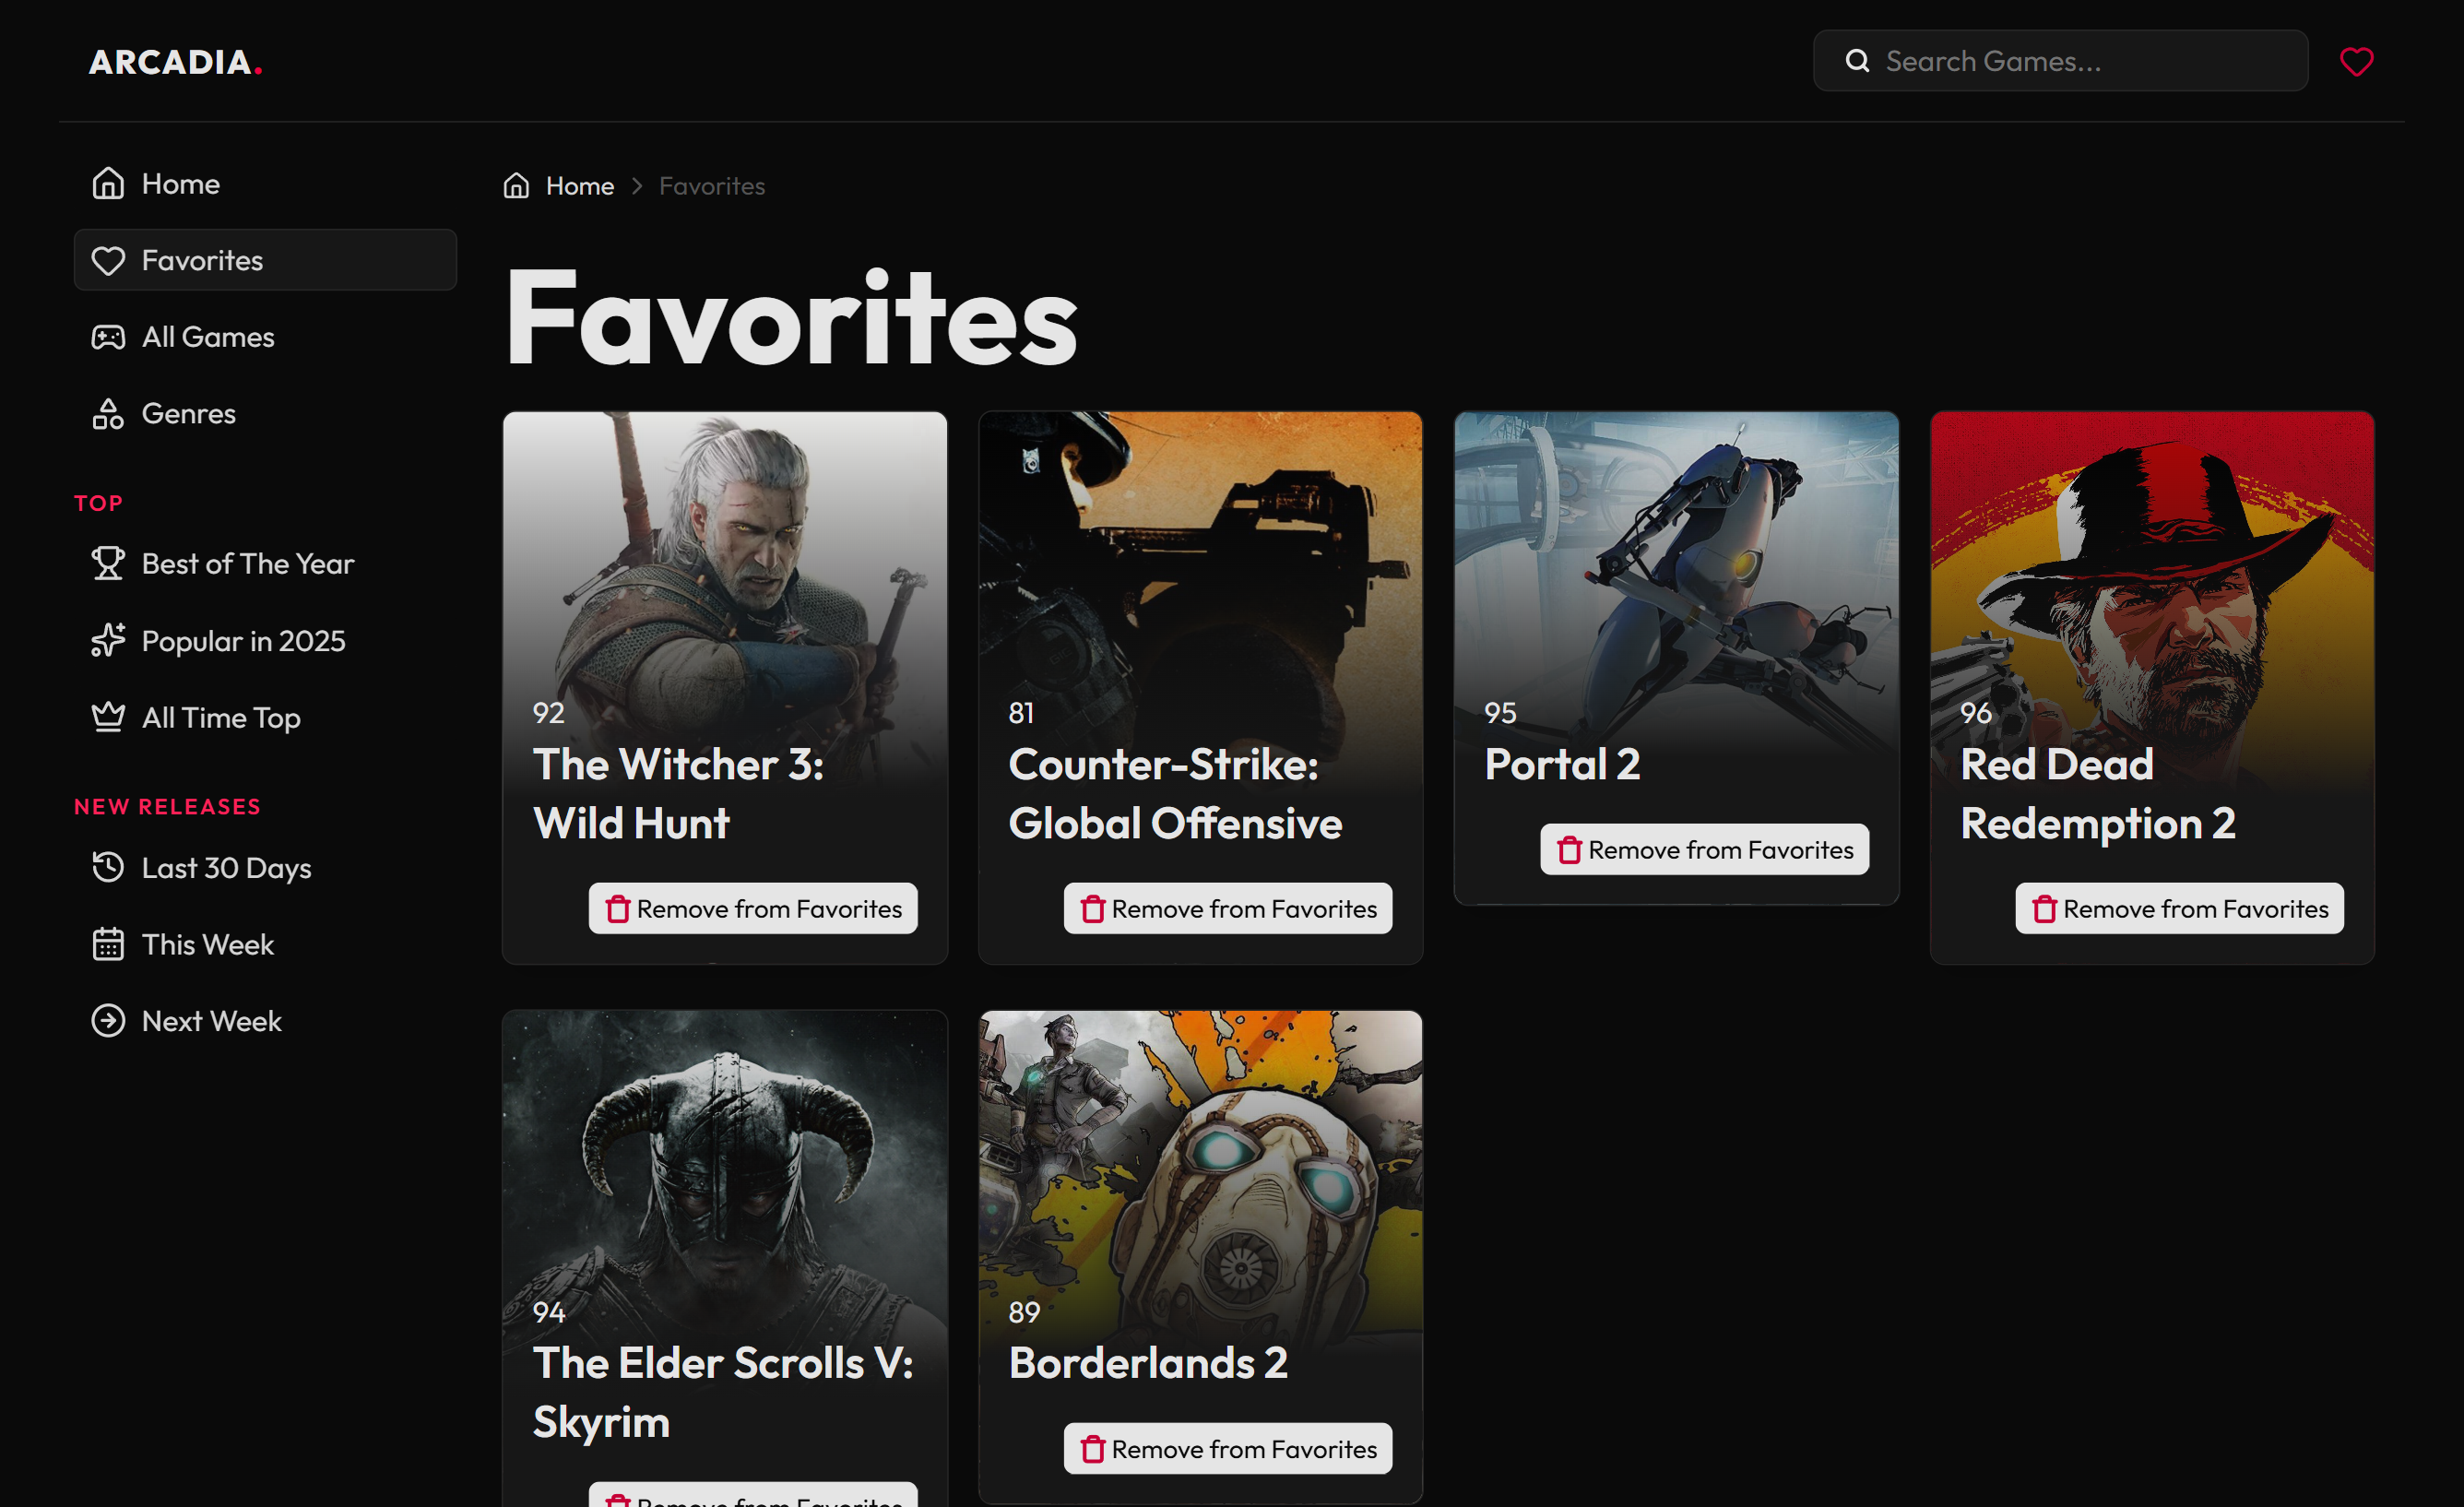 ARCADIA.
Search Games...
Home
Favorites
All Games
Genres
TOP
Best of The Year
Popular in 2025
All Time Top
NEW RELEASES
Last 30 Days
This Week
Next Week
Home > Favorites
Favorites
92
The Witcher 3:
Wild Hunt
Remove from Favorites
81
Counter-Strike:
Global Offensive
Remove from Favorites
95
Portal 2
Remove from Favorites
96
Red Dead
Redemption 2
Remove from Favorites
94
The Elder Scrolls V:
Skyrim
Remove from Favorites
89
Borderlands 2
Remove from Favorites